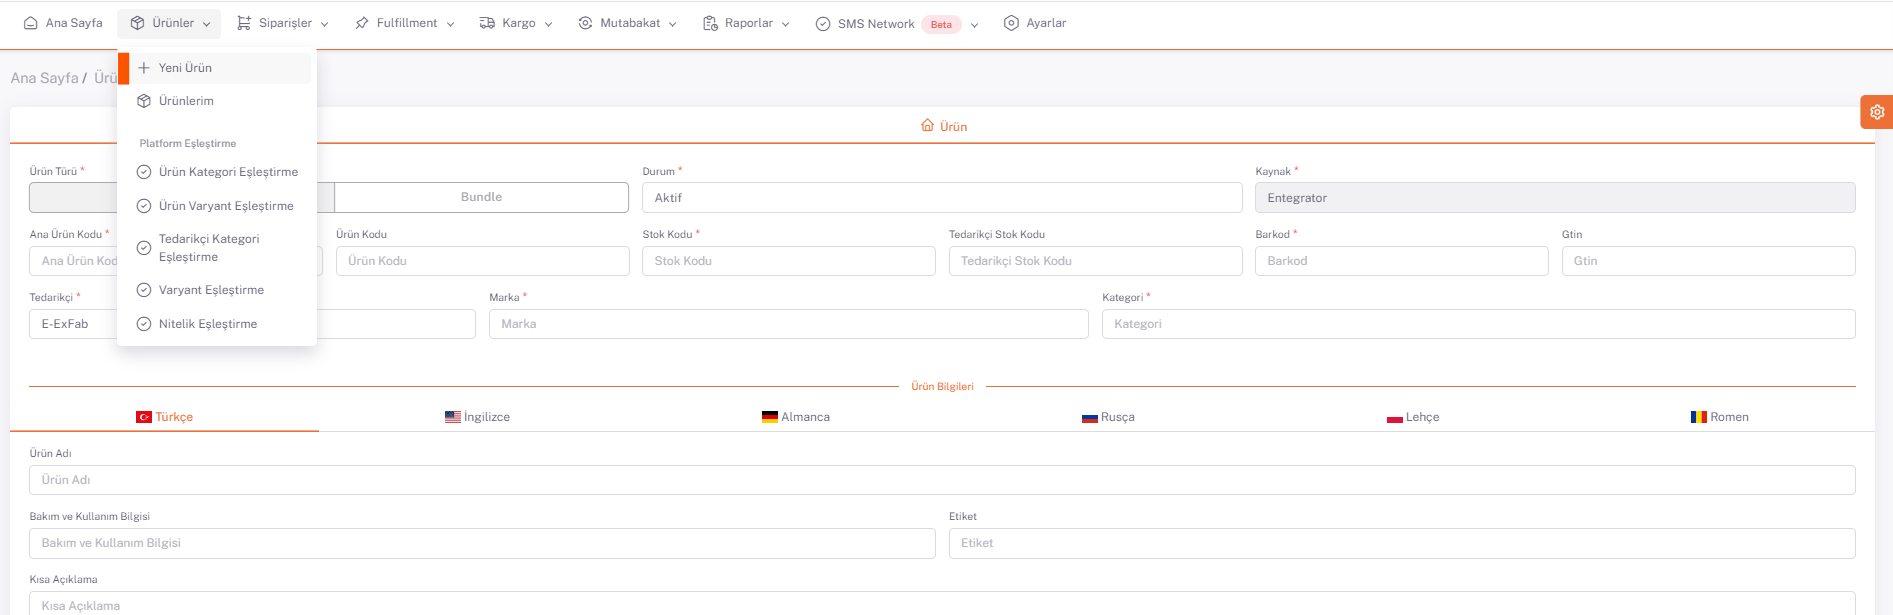 Ana Sayfa Ürünler Siparişler Fulfillment Kargo Mutabakat Raporlar SMS Network Beta Ayarlar
Yeni Ürün
Ana Sayfa / Ürü
Ürünlerim
Ürün
Platform Eşleştirme
Ürün Kategori Eşleştirme
Ürün Varyant Eşleştirme
Tedarikçi Kategori
Eşleştirme
Varyant Eşleştirme
Nitelik Eşleştirme
Ürün Türü * Durum * Kaynak *
Bundle Aktif Entegrator
Ana Ürün Kodu * Ürün Kodu Stok Kodu * Tedarikçi Stok Kodu Barkod * Gtin
Ana Ürün Kod Ürün Kodu Stok Kodu Tedarikçi Stok Kodu Barkod Gtin
Tedarikçi * Marka * Kategori *
E-ExFab Marka Kategori
Ürün Bilgileri
Türkçe İngilizce Almanca Rusça Lehçe Romen
Ürün Adı
Ürün Adı
Bakım ve Kullanım Bilgisi Etiket
Bakım ve Kullanım Bilgisi Etiket
Kısa Açıklama
Kısa Açıklama